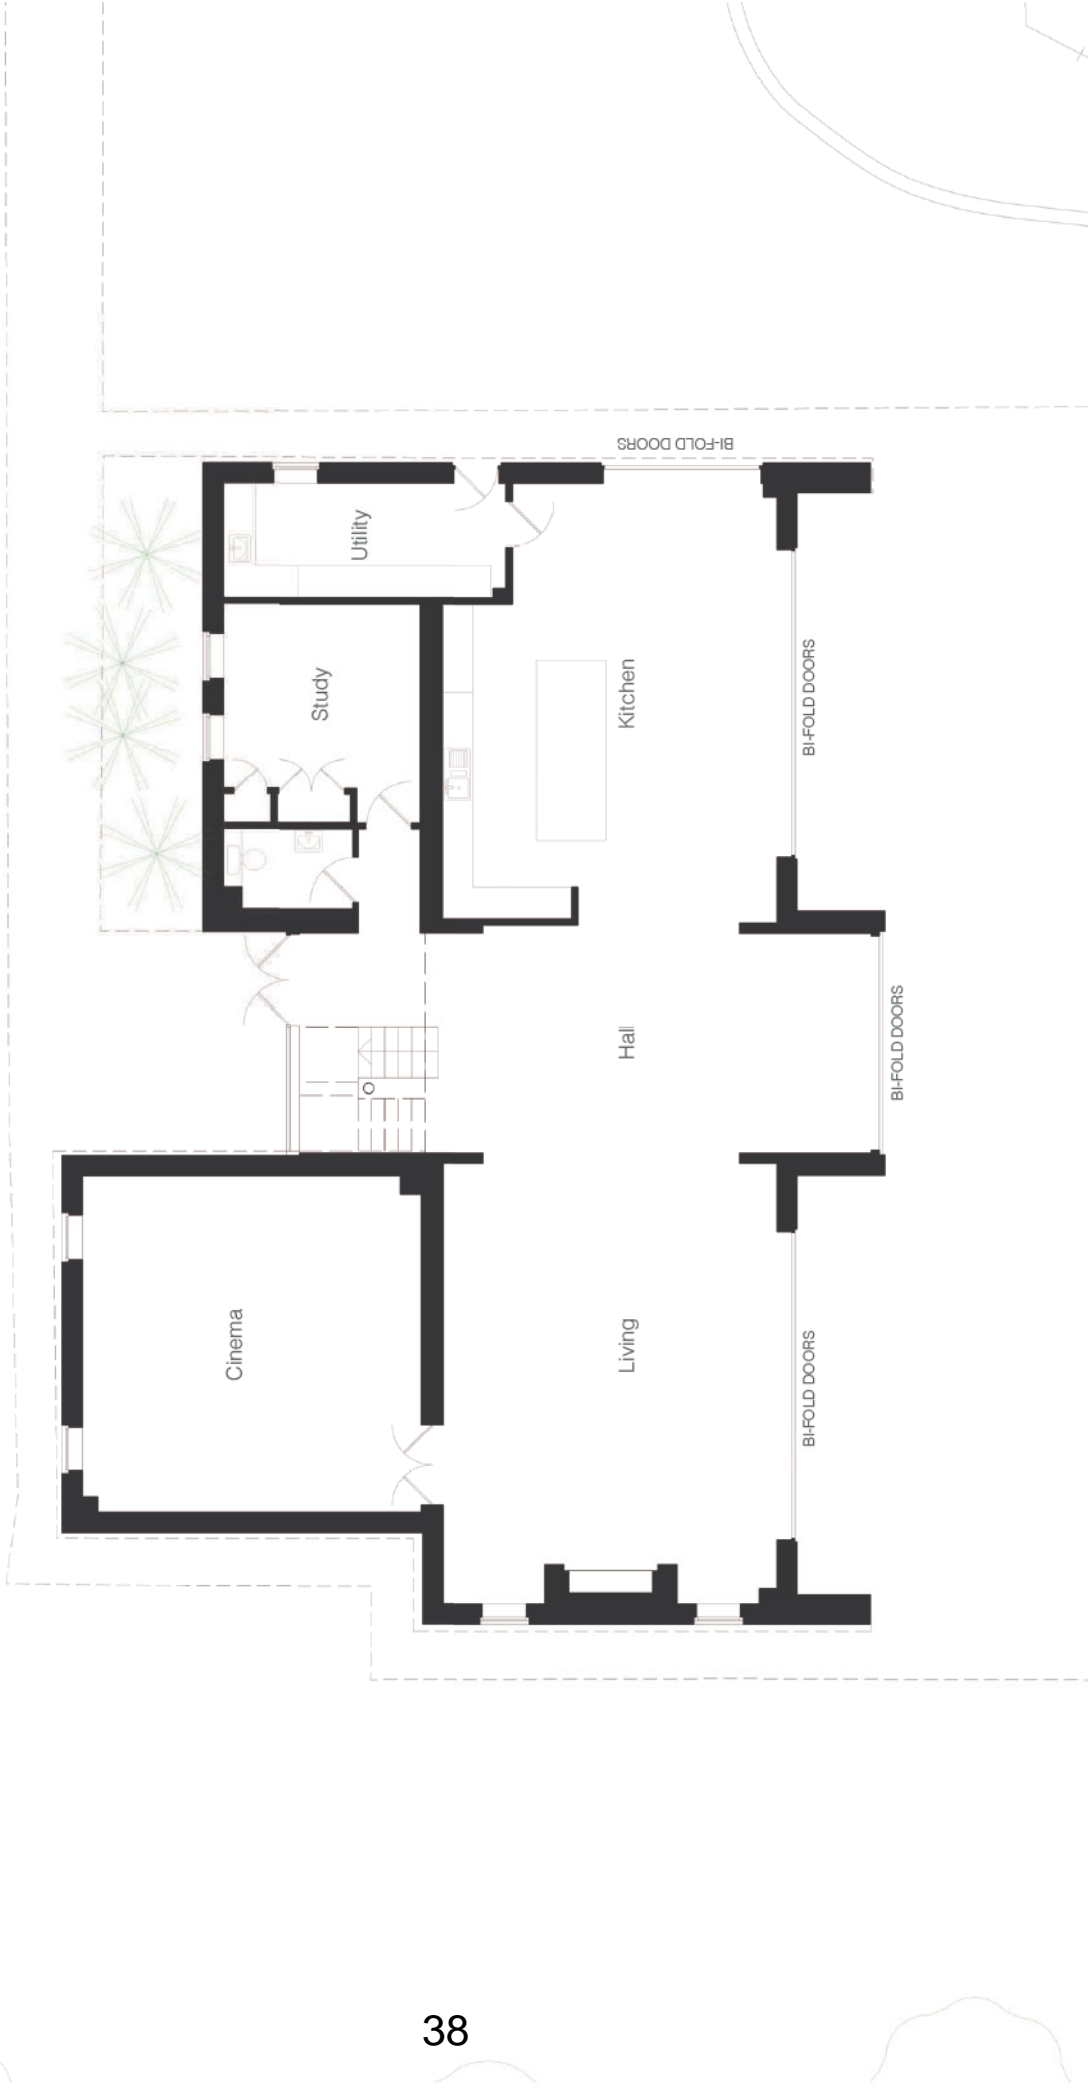 BI-FOLD DOORS
Utility
Study
Kitchen
BI-FOLD DOORS
Hall
BI-FOLD DOORS
Cinema
Living
BI-FOLD DOORS
38